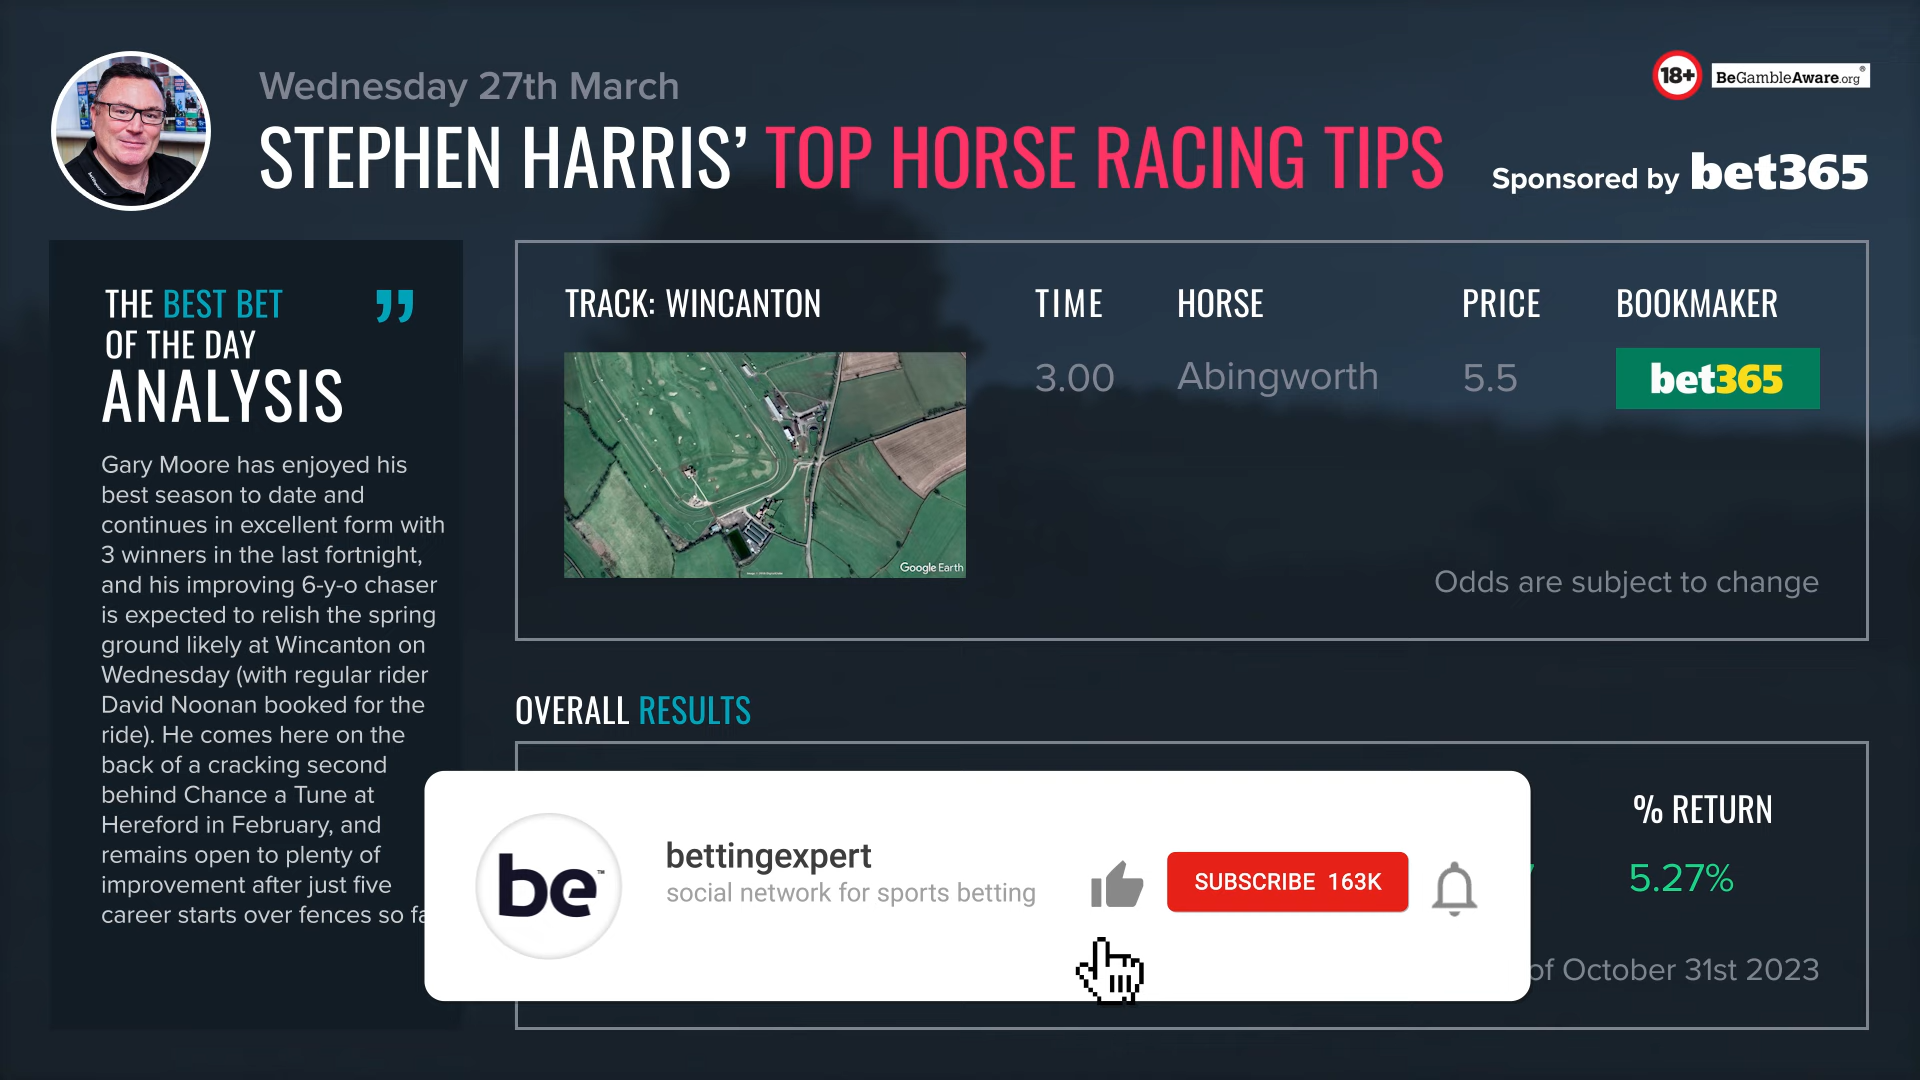 Wednesday 27th March
STEPHEN HARRIS’ TOP HORSE RACING TIPS
18+
BeGambleAware.org®
Sponsored by bet365
THE BEST BET
OF THE DAY
ANALYSIS
Gary Moore has enjoyed his
best season to date and
continues in excellent form with
3 winners in the last fortnight,
and his improving 6-y-o chaser
is expected to relish the spring
ground likely at Wincanton on
Wednesday (with regular rider
David Noonan booked for the
ride). He comes here on the
back of a cracking second
behind Chance a Tune at
Hereford in February, and
remains open to plenty of
improvement after just five
career starts over fences so
TRACK: WINCANTON TIME HORSE PRICE BOOKMAKER
3.00 Abingworth 5.5 bet365
Google Earth
Odds are subject to change
OVERALL RESULTS
% RETURN
5.27%
of October 31st 2023
be™
bettingexpert
social network for sports betting
SUBSCRIBE 163K